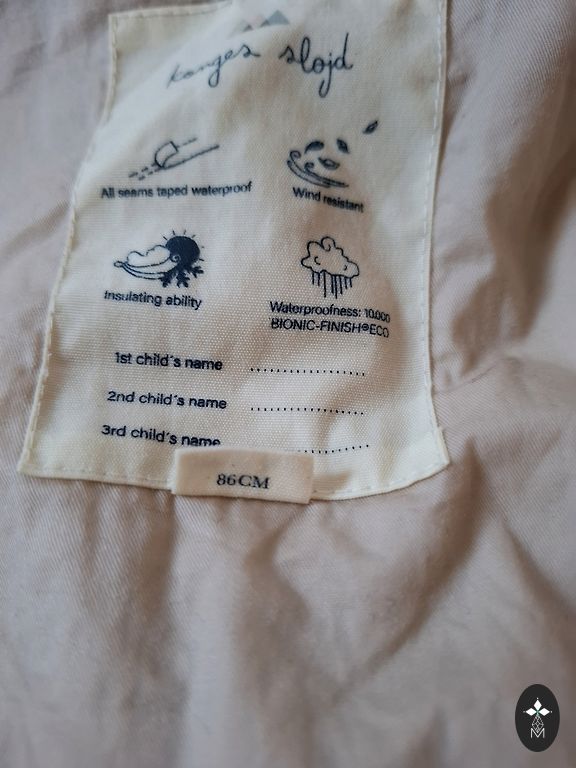 konges sløjd
All seams taped waterproof
Wind resistant
Insulating ability
Waterproofness: 10.000
BIONIC-FINISH®ECO
1st child´s name ....................
2nd child´s name ....................
3rd child´s name ....................
86CM
M